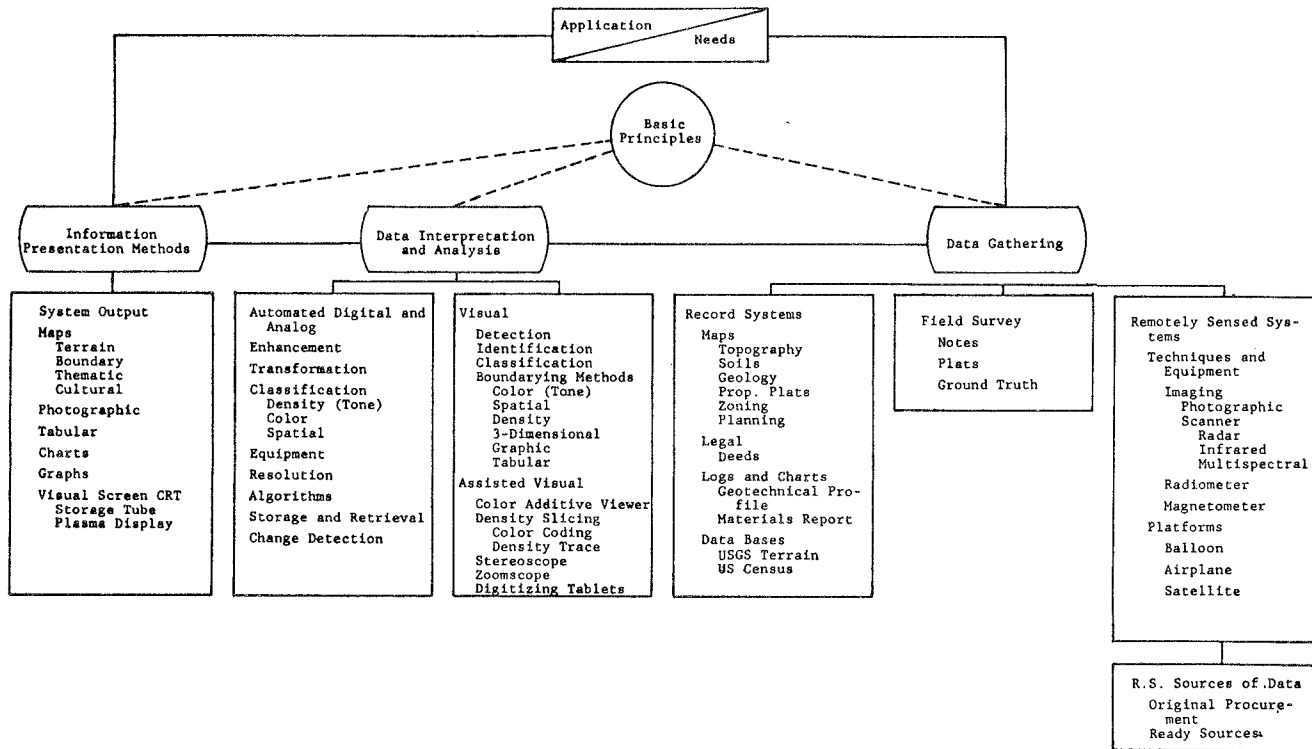 Application
Needs
Basic
Principles
Information
Presentation Methods
Data Interpretation
and Analysis
Data Gathering
System Output
Maps
Terrain
Boundary
Thematic
Cultural
Photographic
Tabular
Charts
Graphs
Visual Screen CRT
Storage Tube
Plasma Display
Automated Digital and
Analog
Enhancement
Transformation
Classification
Density (Tone)
Color
Spatial
Equipment
Resolution
Algorithms
Storage and Retrieval
Change Detection
Visual
Detection
Identification
Classification
Boundarying Methods
Color (Tone)
Spatial
Density
3-Dimensional
Graphic
Tabular
Assisted Visual
Color Additive Viewer
Density Slicing
Color Coding
Density Trace
Stereoscope
Zoomscope
Digitizing Tablets
Record Systems
Maps
Topography
Soils
Geology
Prop. Plats
Zoning
Planning
Legal
Deeds
Logs and Charts
Geotechnical Pro-
file
Materials Report
Data Bases
USGS Terrain
US Census
Field Survey
Notes
Plats
Ground Truth
Remotely Sensed Sys-
tems
Techniques and
Equipment
Imaging
Photographic
Scanner
Radar
Infrared
Multispectral
Radiometer
Magnetometer
Platforms
Balloon
Airplane
Satellite
R.S. Sources of Data
Original Procure-
ment
Ready Sources